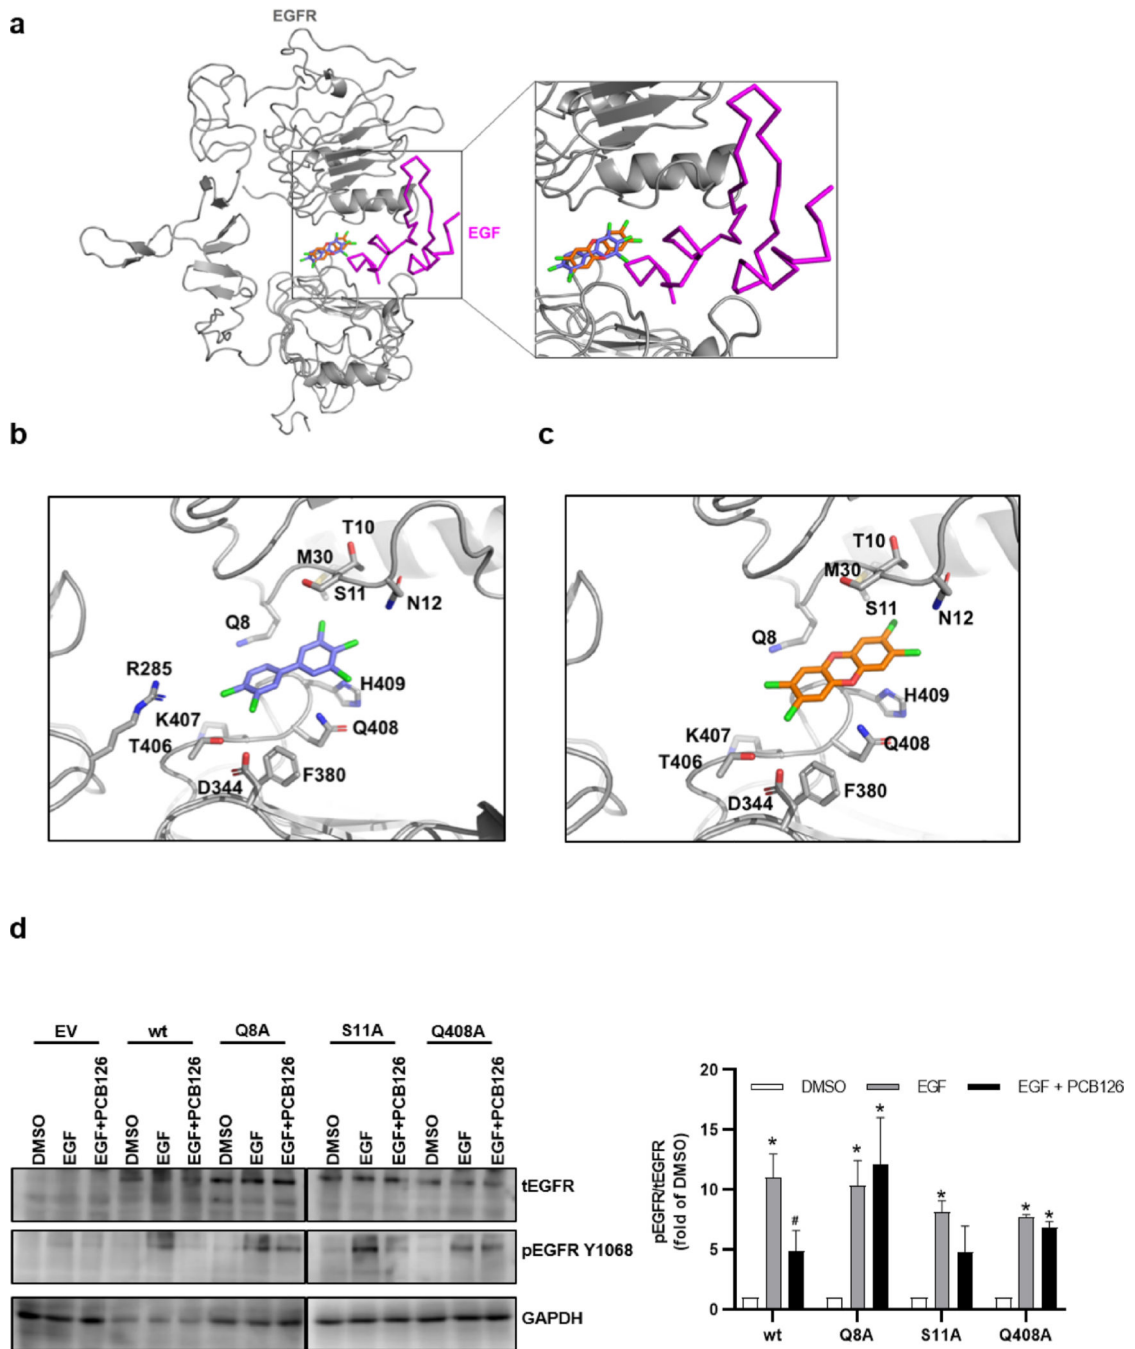 a
EGFR
EGF
b
c
T10
M30
S11
N12
Q8
R285
H409
K407
Q408
T406
F380
D344
T10
M30
S11
N12
Q8
H409
K407
Q408
T406
F380
D344
d
EV wt Q8A S11A Q408A
DMSO EGF EGF+PCB126 DMSO EGF EGF+PCB126 DMSO EGF EGF+PCB126 DMSO EGF EGF+PCB126 DMSO EGF EGF+PCB126
tEGFR
pEGFR Y1068
GAPDH
DMSO EGF EGF + PCB126
pEGFR/tEGFR
(fold of DMSO)
20
15
10
5
0
* # * * * * *
wt Q8A S11A Q408A